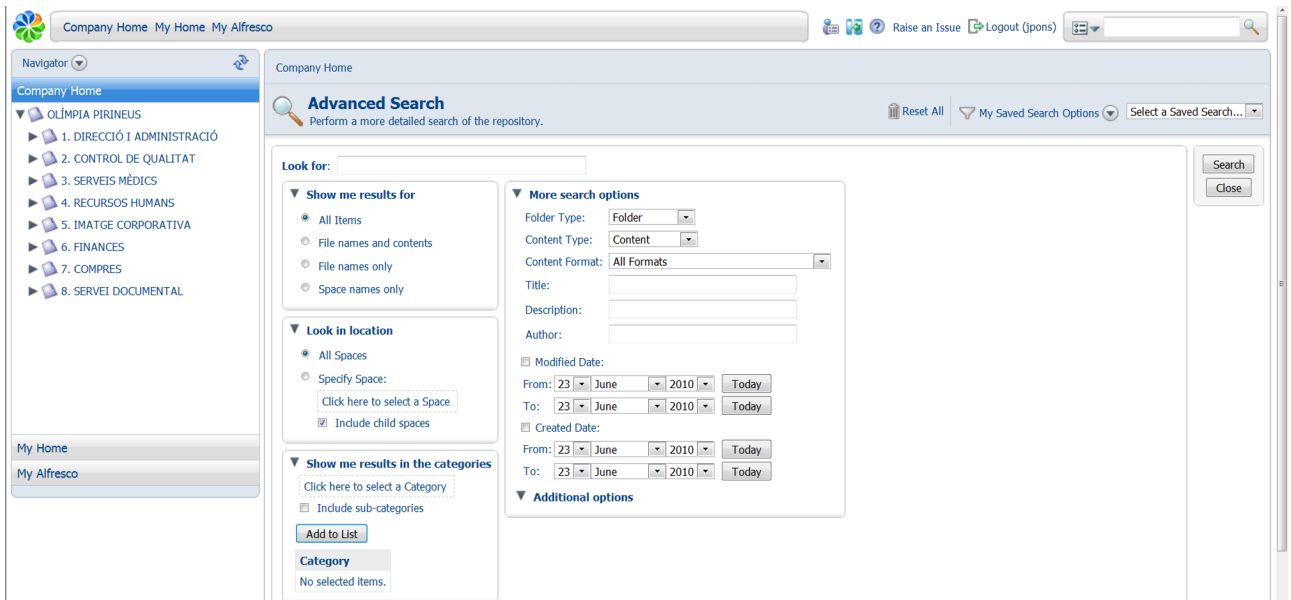 Company Home My Home My Alfresco
Raise an Issue Logout (jpons)
Navigator
Company Home
OLÍMPIA PIRINEUS
1. DIRECCIÓ I ADMINISTRACIÓ
2. CONTROL DE QUALITAT
3. SERVEIS MÈDICS
4. RECURSOS HUMANS
5. IMATGE CORPORATIVA
6. FINANCES
7. COMPRES
8. SERVEI DOCUMENTAL
My Home
My Alfresco
Company Home
Advanced Search
Perform a more detailed search of the repository.
Reset All My Saved Search Options Select a Saved Search...
Look for:
Show me results for
All Items
File names and contents
File names only
Space names only
Look in location
All Spaces
Specify Space:
Click here to select a Space
Include child spaces
Show me results in the categories
Click here to select a Category
Include sub-categories
Add to List
Category
No selected items.
More search options
Folder Type: Folder
Content Type: Content
Content Format: All Formats
Title:
Description:
Author:
Modified Date:
From: 23 June 2010 Today
To: 23 June 2010 Today
Created Date:
From: 23 June 2010 Today
To: 23 June 2010 Today
Additional options
Search
Close